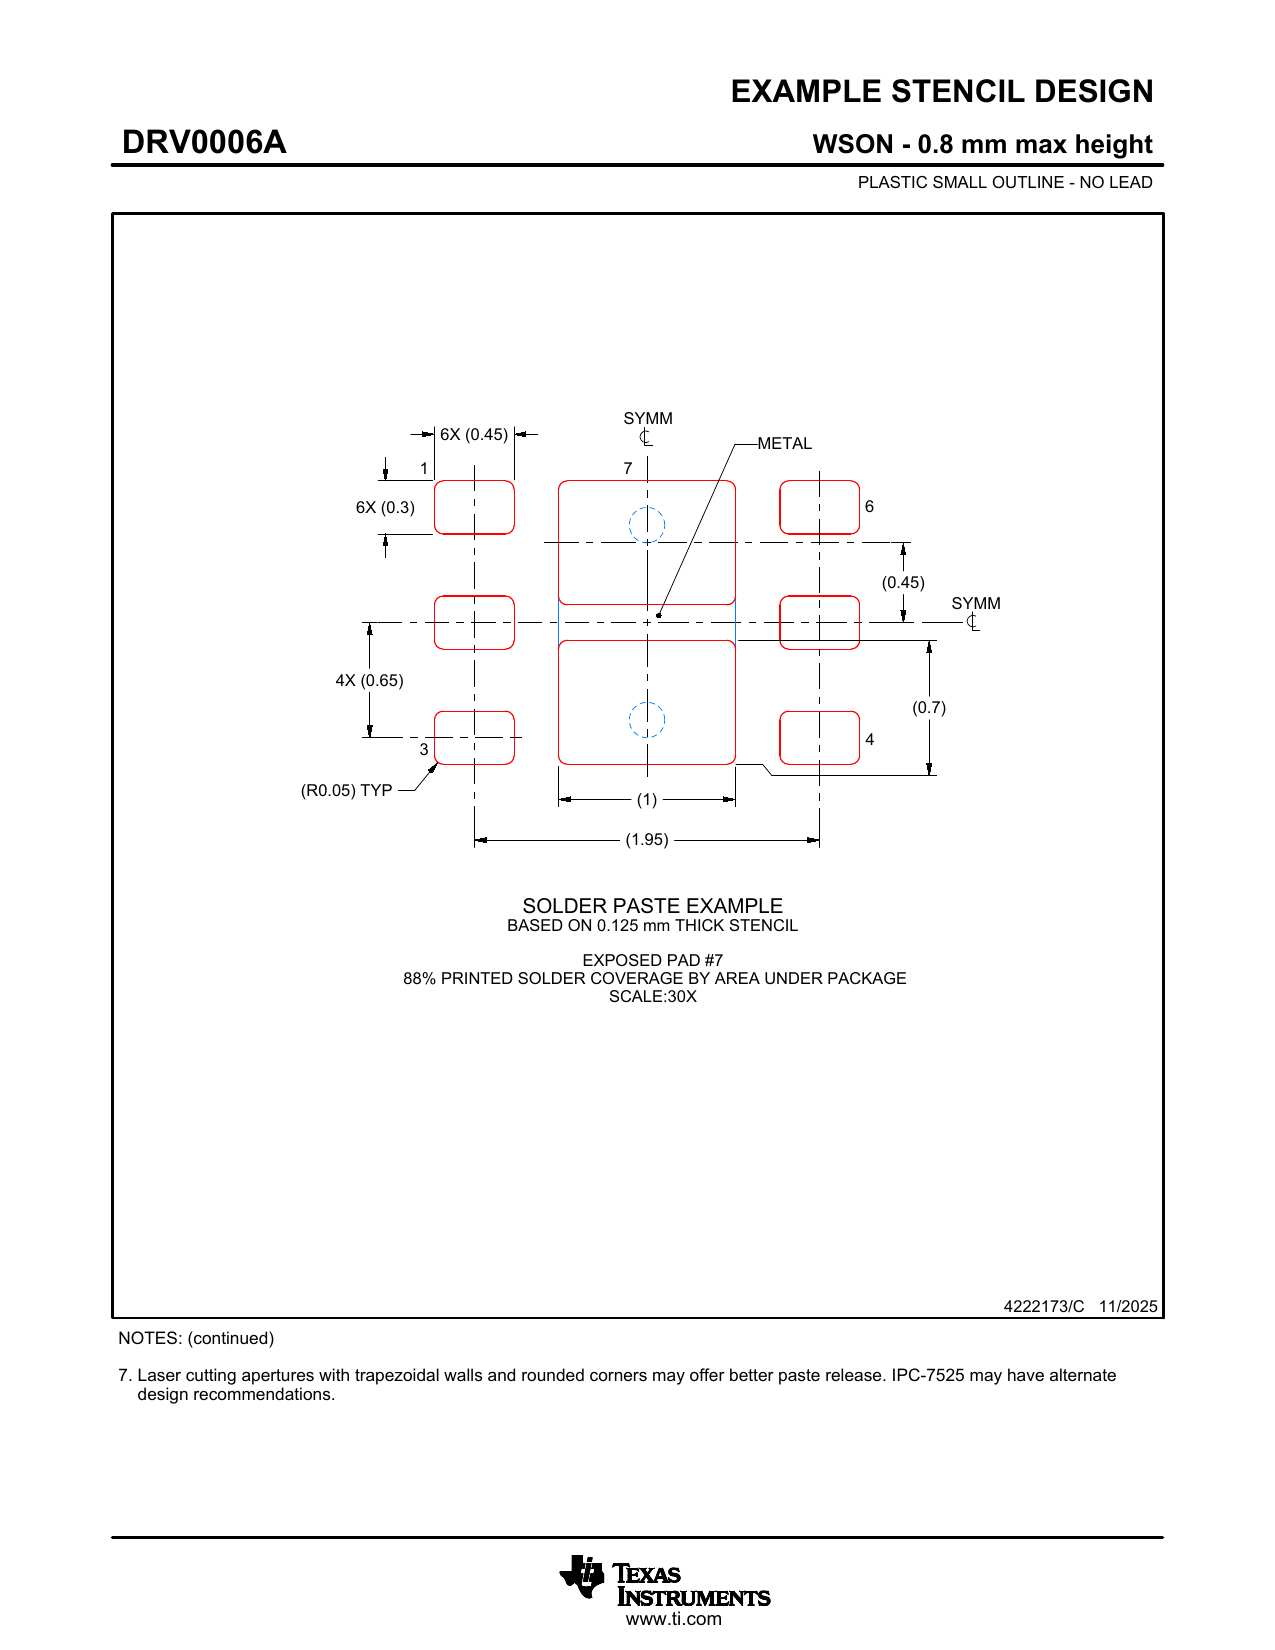 EXAMPLE STENCIL DESIGN
DRV0006A
WSON - 0.8 mm max height
PLASTIC SMALL OUTLINE - NO LEAD
SYMM
6X (0.45)
METAL
1
7
6X (0.3)
6
(0.45)
SYMM
4X (0.65)
(0.7)
3
4
(R0.05) TYP
(1)
(1.95)
SOLDER PASTE EXAMPLE
BASED ON 0.125 mm THICK STENCIL
EXPOSED PAD #7
88% PRINTED SOLDER COVERAGE BY AREA UNDER PACKAGE
SCALE:30X
4222173/C 11/2025
NOTES: (continued)
7. Laser cutting apertures with trapezoidal walls and rounded corners may offer better paste release. IPC-7525 may have alternate
design recommendations.
TEXAS
INSTRUMENTS
www.ti.com